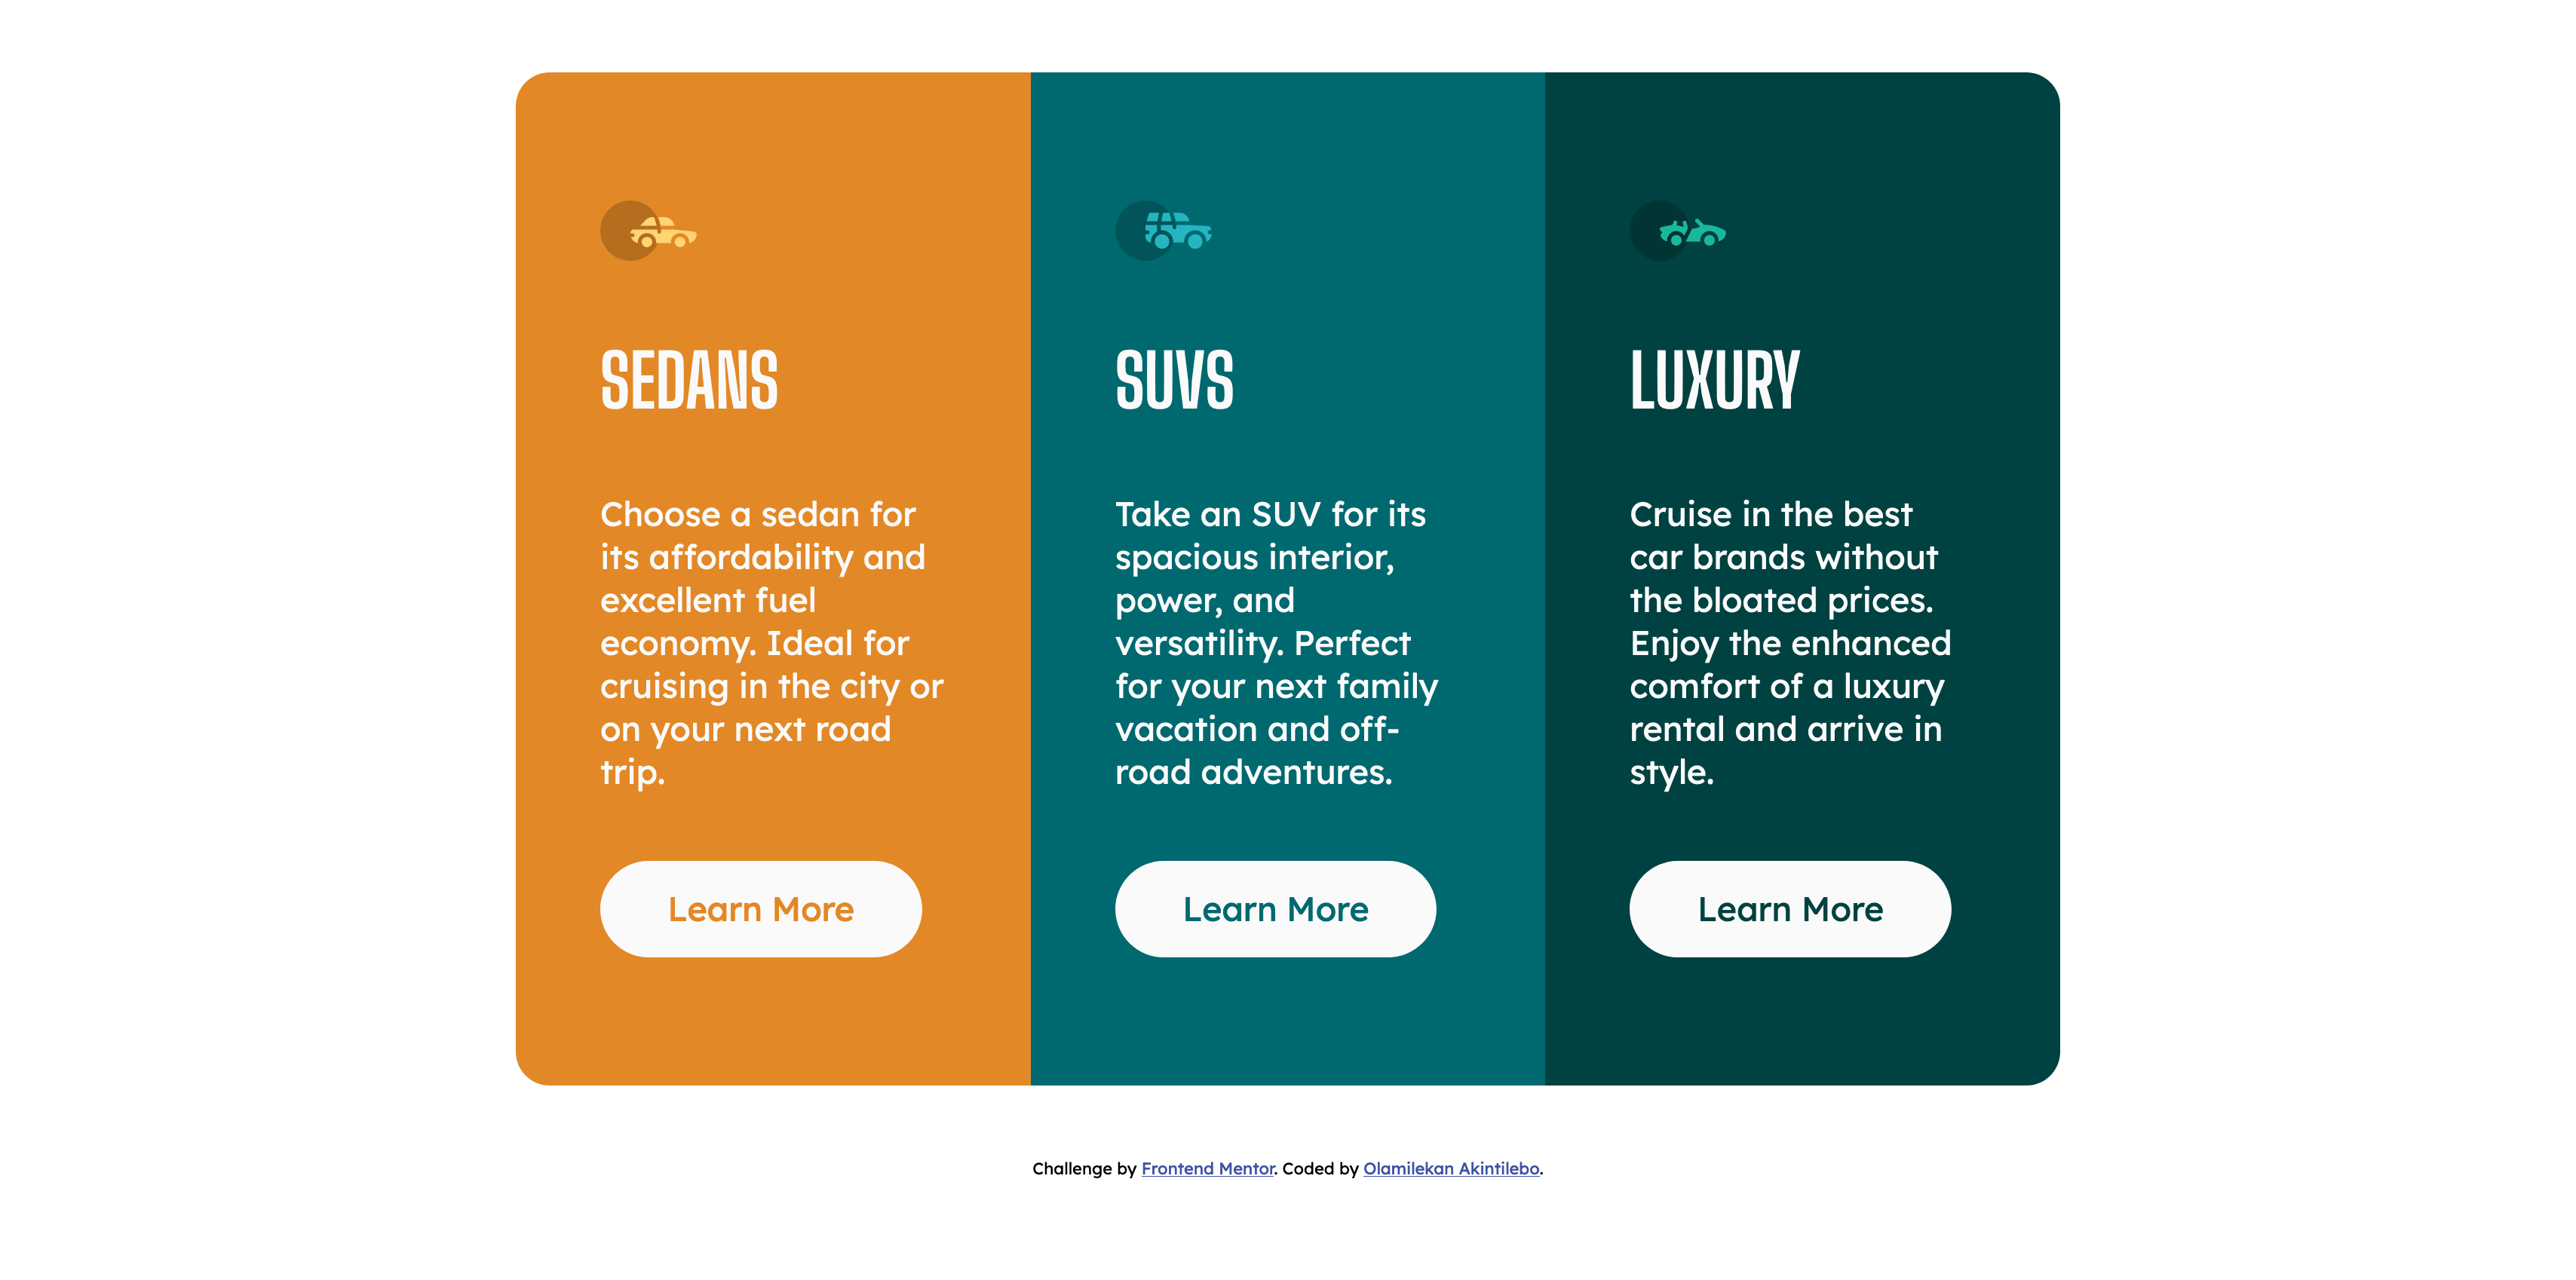 SEDANS
Choose a sedan for
its affordability and
excellent fuel
economy. Ideal for
cruising in the city or
on your next road
trip.
Learn More
SUVS
Take an SUV for its
spacious interior,
power, and
versatility. Perfect
for your next family
vacation and off-
road adventures.
Learn More
LUXURY
Cruise in the best
car brands without
the bloated prices.
Enjoy the enhanced
comfort of a luxury
rental and arrive in
style.
Learn More
Challenge by Frontend Mentor. Coded by Olamilekan Akintilebo.